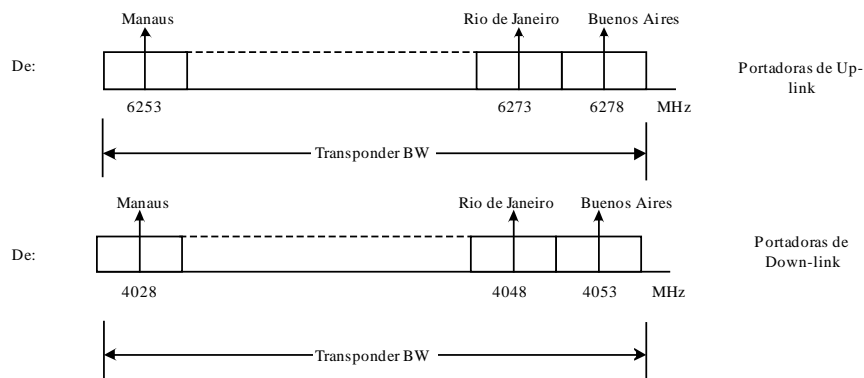 Manaus Rio de Janeiro Buenos Aires
De:
Portadoras de Up-
link
6253 6273 6278 MHz
Transponder BW
Manaus Rio de Janeiro Buenos Aires
De:
Portadoras de
Down-link
4028 4048 4053 MHz
Transponder BW